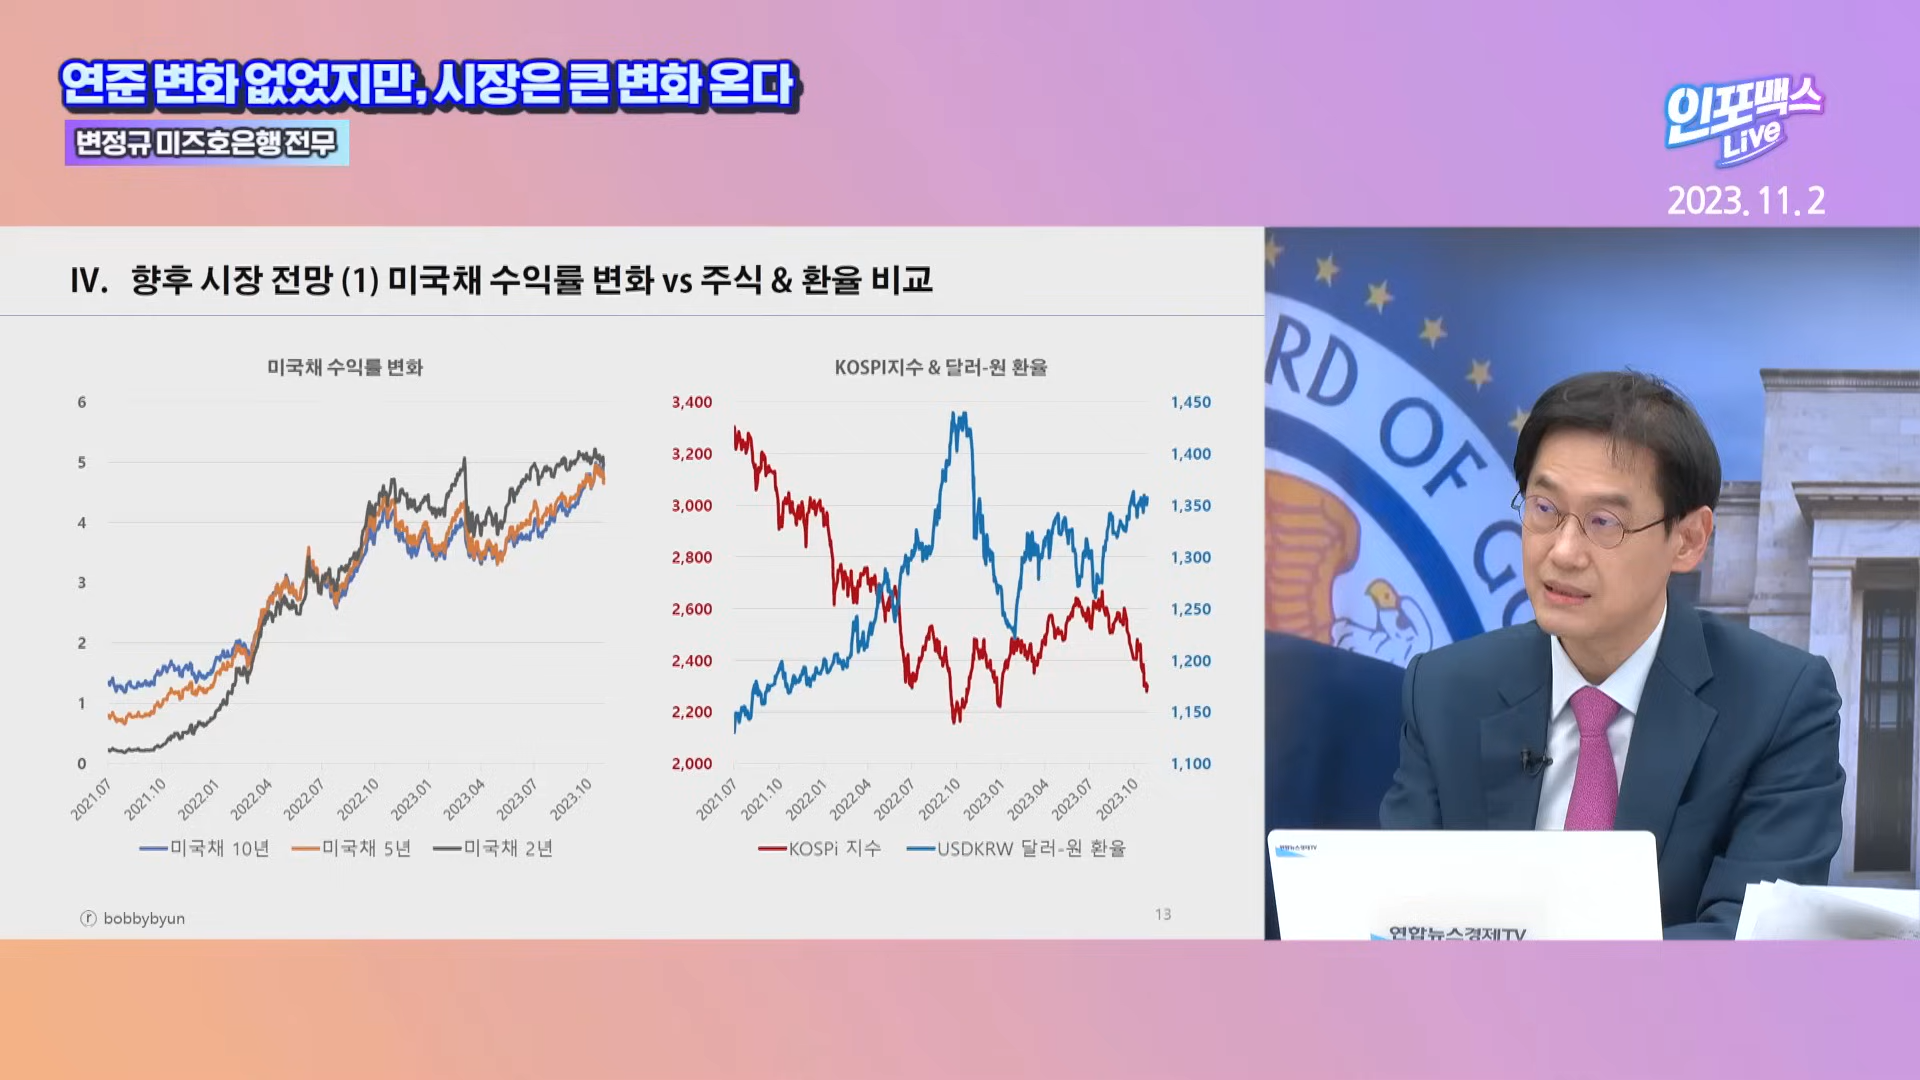 연준 변화 없었지만, 시장은 큰 변화 온다
변정규 미즈호은행 전무
인포맥스
Live
2023. 11. 2
IV. 향후 시장 전망 (1) 미국채 수익률 변화 vs 주식 & 환율 비교
미국채 수익률 변화
6
5
4
3
2
1
0
2021.07 2021.10 2022.01 2022.04 2022.07 2022.10 2023.01 2023.04 2023.07 2023.10
미국채 10년 미국채 5년 미국채 2년
KOSPI지수 & 달러-원 환율
3,400 1,450
3,200 1,400
3,000 1,350
2,800 1,300
2,600 1,250
2,400 1,200
2,200 1,150
2,000 1,100
2021.07 2021.10 2022.01 2022.04 2022.07 2022.10 2023.01 2023.04 2023.07 2023.10
KOSPi 지수 USDKRW 달러-원 환율
ⓡ bobbybyun
13
RD OF GO
연합뉴스경제TV
연합뉴스경제TV